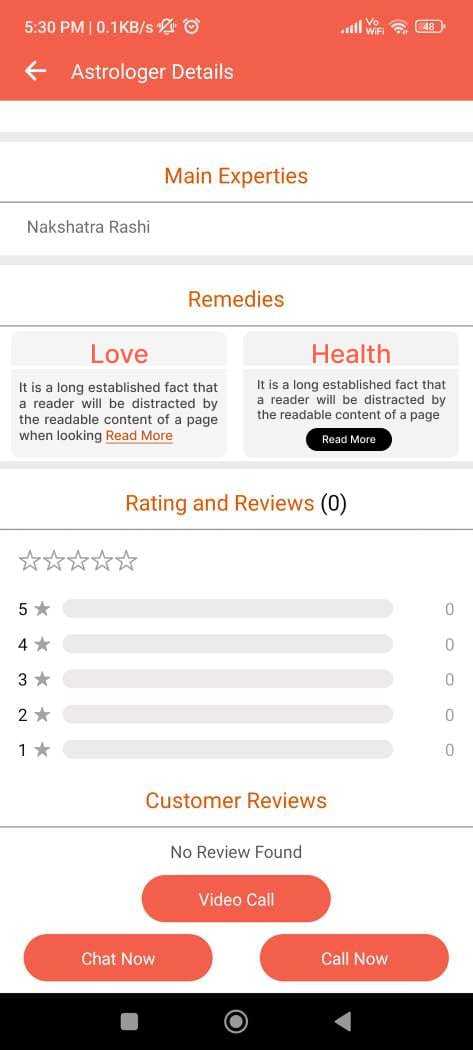 5:30 PM | 0.1KB/s
Vo
WiFi
48
Astrologer Details
Main Experties
Nakshatra Rashi
Remedies
Love
It is a long established fact that
a reader will be distracted by
the readable content of a page
when looking Read More
Health
It is a long established fact that
a reader will be distracted by
the readable content of a page
Read More
Rating and Reviews (0)
5 0
4 0
3 0
2 0
1 0
Customer Reviews
No Review Found
Video Call
Chat Now
Call Now